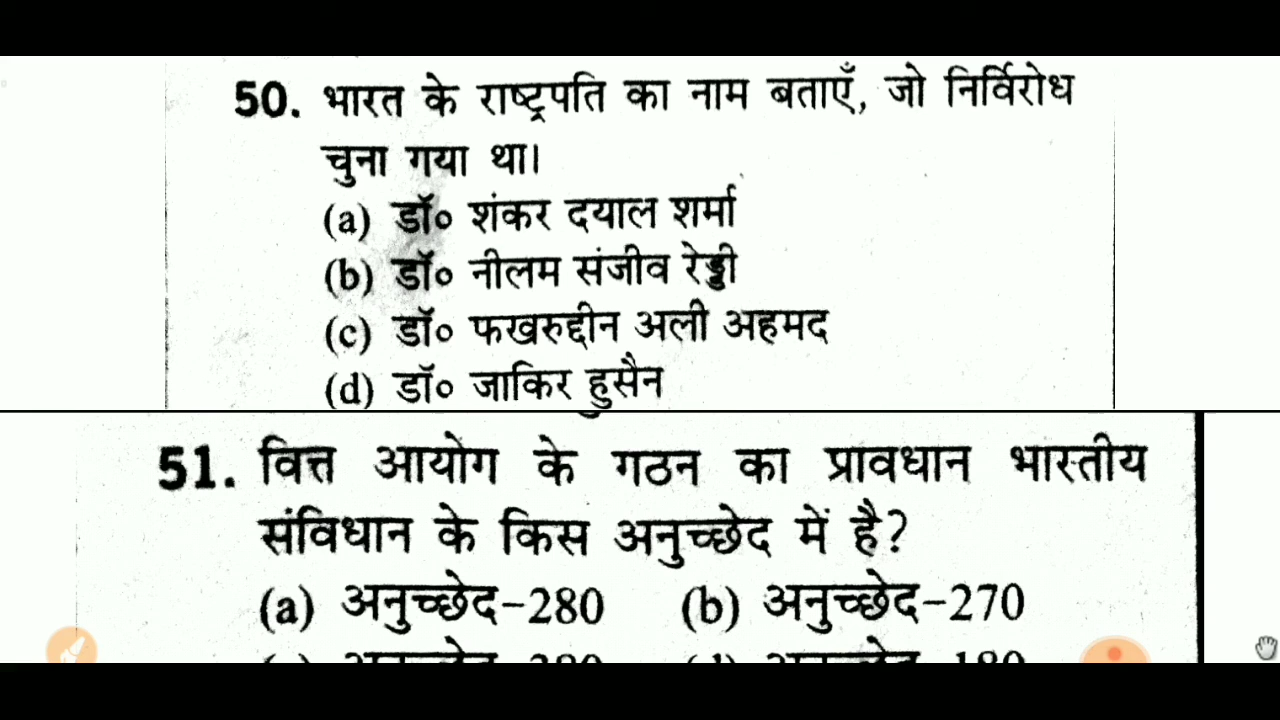 50. भारत के राष्ट्रपति का नाम बताएँ, जो निर्विरोध
चुना गया था।
(a) डॉ० शंकर दयाल शर्मा
(b) डॉ० नीलम संजीव रेड्डी
(c) डॉ० फखरुद्दीन अली अहमद
(d) डॉ० जाकिर हुसैन
51. वित्त आयोग के गठन का प्रावधान भारतीय
संविधान के किस अनुच्छेद में है?
(a) अनुच्छेद-280 (b) अनुच्छेद-270